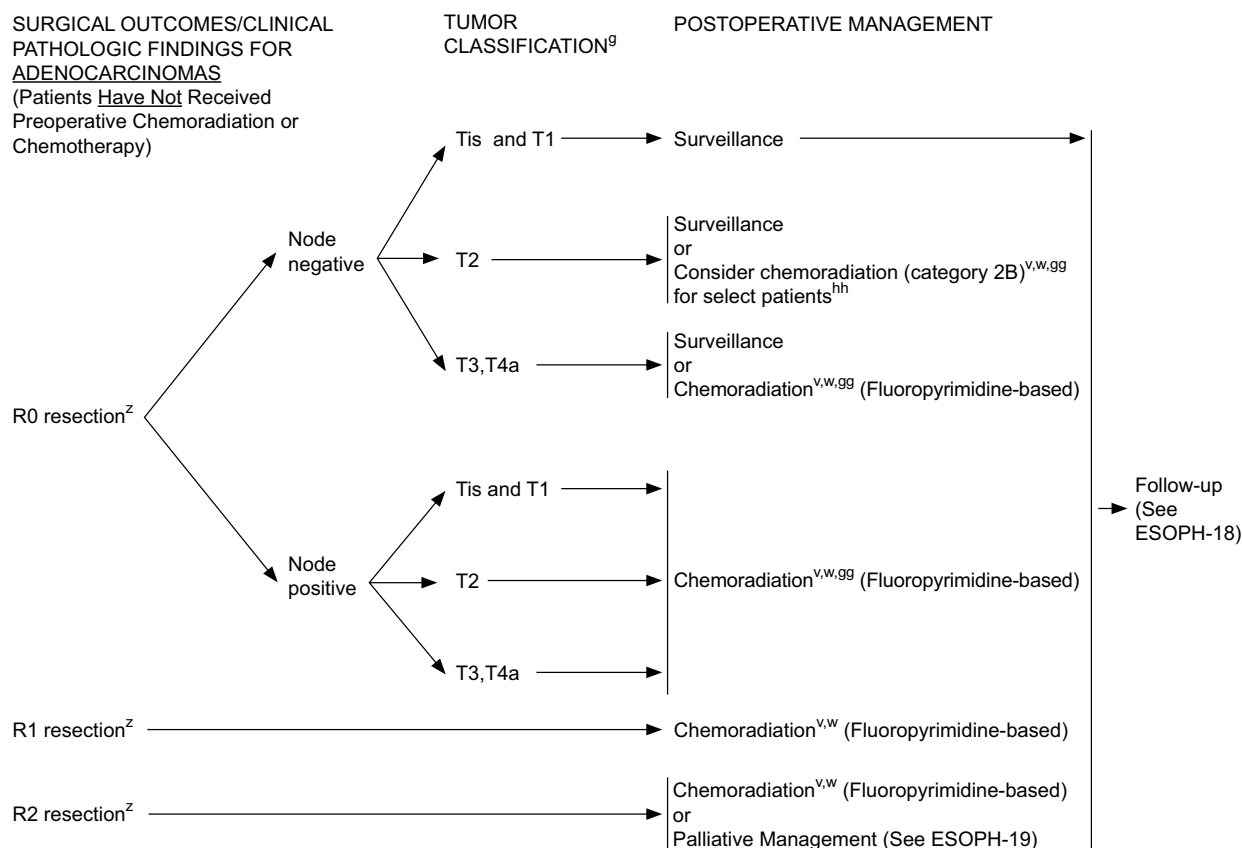 SURGICAL OUTCOMES/CLINICAL
PATHOLOGIC FINDINGS FOR
ADENOCARCINOMAS
(Patients Have Not Received
Preoperative Chemoradiation or
Chemotherapy)
TUMOR
CLASSIFICATIONg
POSTOPERATIVE MANAGEMENT
R0 resectionz
Node
negative
Tis and T1
Surveillance
T2
Surveillance
or
Consider chemoradiation (category 2B)v,w,gg
for select patientshh
T3,T4a
Surveillance
or
Chemoradiationv,w,gg (Fluoropyrimidine-based)
Node
positive
Tis and T1
T2
T3,T4a
Chemoradiationv,w,gg (Fluoropyrimidine-based)
R1 resectionz
Chemoradiationv,w (Fluoropyrimidine-based)
R2 resectionz
Chemoradiationv,w (Fluoropyrimidine-based)
or
Palliative Management (See ESOPH-19)
Follow-up
(See
ESOPH-18)